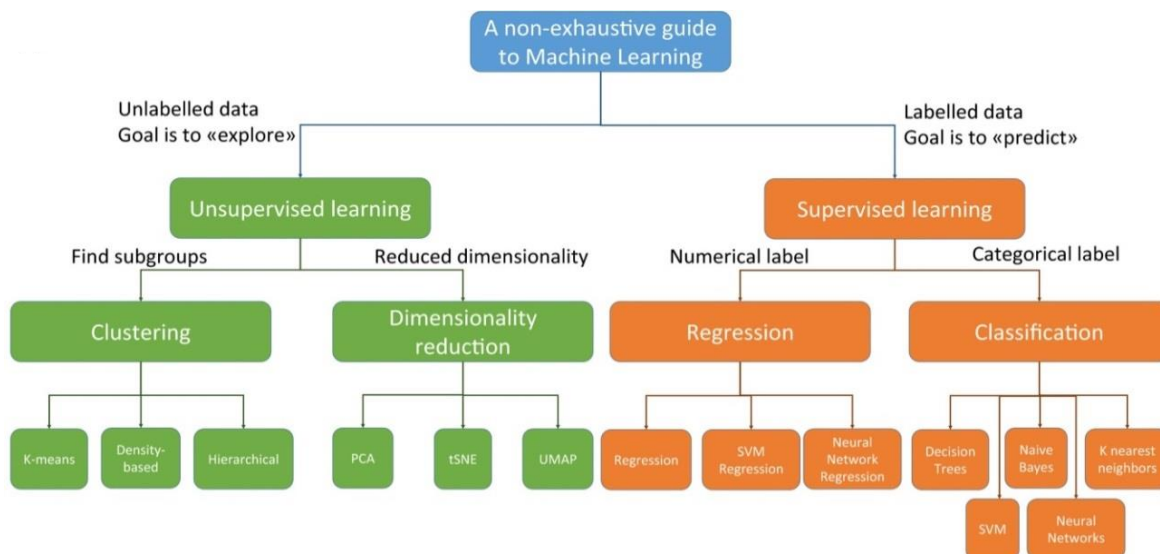 A non-exhaustive guide
to Machine Learning
Unlabelled data
Goal is to «explore»
Labelled data
Goal is to «predict»
Unsupervised learning
Supervised learning
Find subgroups
Reduced dimensionality
Numerical label
Categorical label
Clustering
Dimensionality
reduction
Regression
Classification
K-means
Density-
based
Hierarchical
PCA
tSNE
UMAP
Regression
SVM
Regression
Neural
Network
Regression
Decision
Trees
Naive
Bayes
K nearest
neighbors
SVM
Neural
Networks